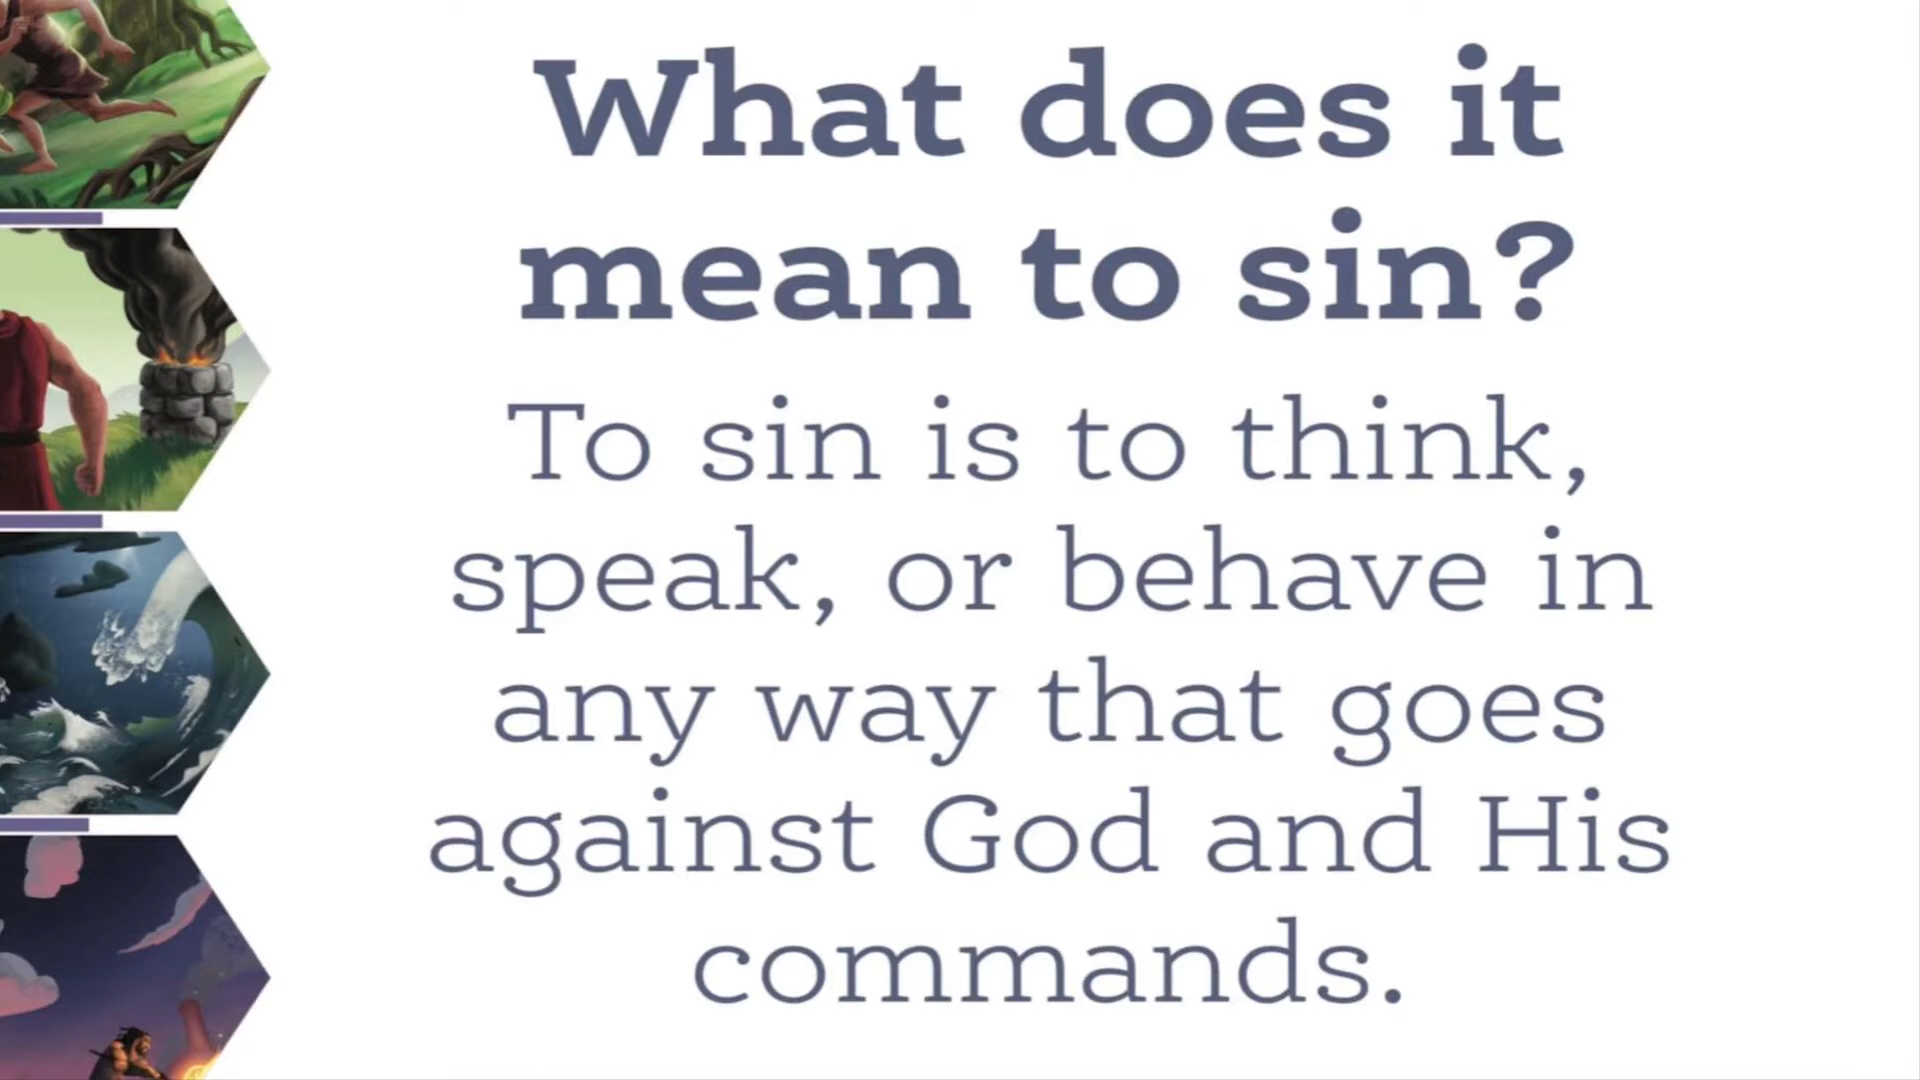 What does it
mean to sin?
To sin is to think,
speak, or behave in
any way that goes
against God and His
commands.